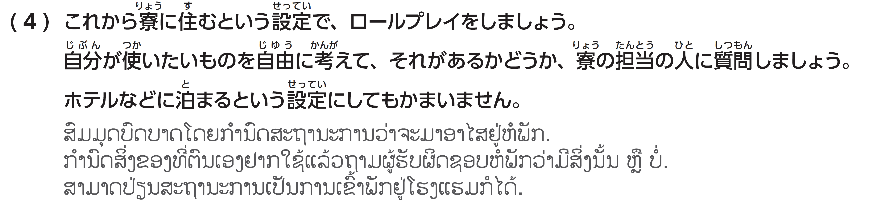 （4）これから寮に住むという設定で、ロールプレイをしましょう。
自分が使いたいものを自由に考えて、それがあるかどうか、寮の担当の人に質問しましょう。
ホテルなどに泊まるという設定にしてもかまいません。
ສົມມຸດບົດບາດໂດຍກຳນົດສະຖານະການວ່າຈະມາອາໄສຢູ່ຫໍພັກ.
ກຳນົດສິ່ງຂອງທີ່ຕົນເອງຢາກໃຊ້ແລ້ວຖາມຜູ້ຮັບຜິດຊອບຫໍພັກວ່າມີສິ່ງນັ້ນ ຫຼື ບໍ່.
ສາມາດປ່ຽນສະຖານະການເປັນການເຂົ້າພັກຢູ່ໂຮງແຮມກໍໄດ້.